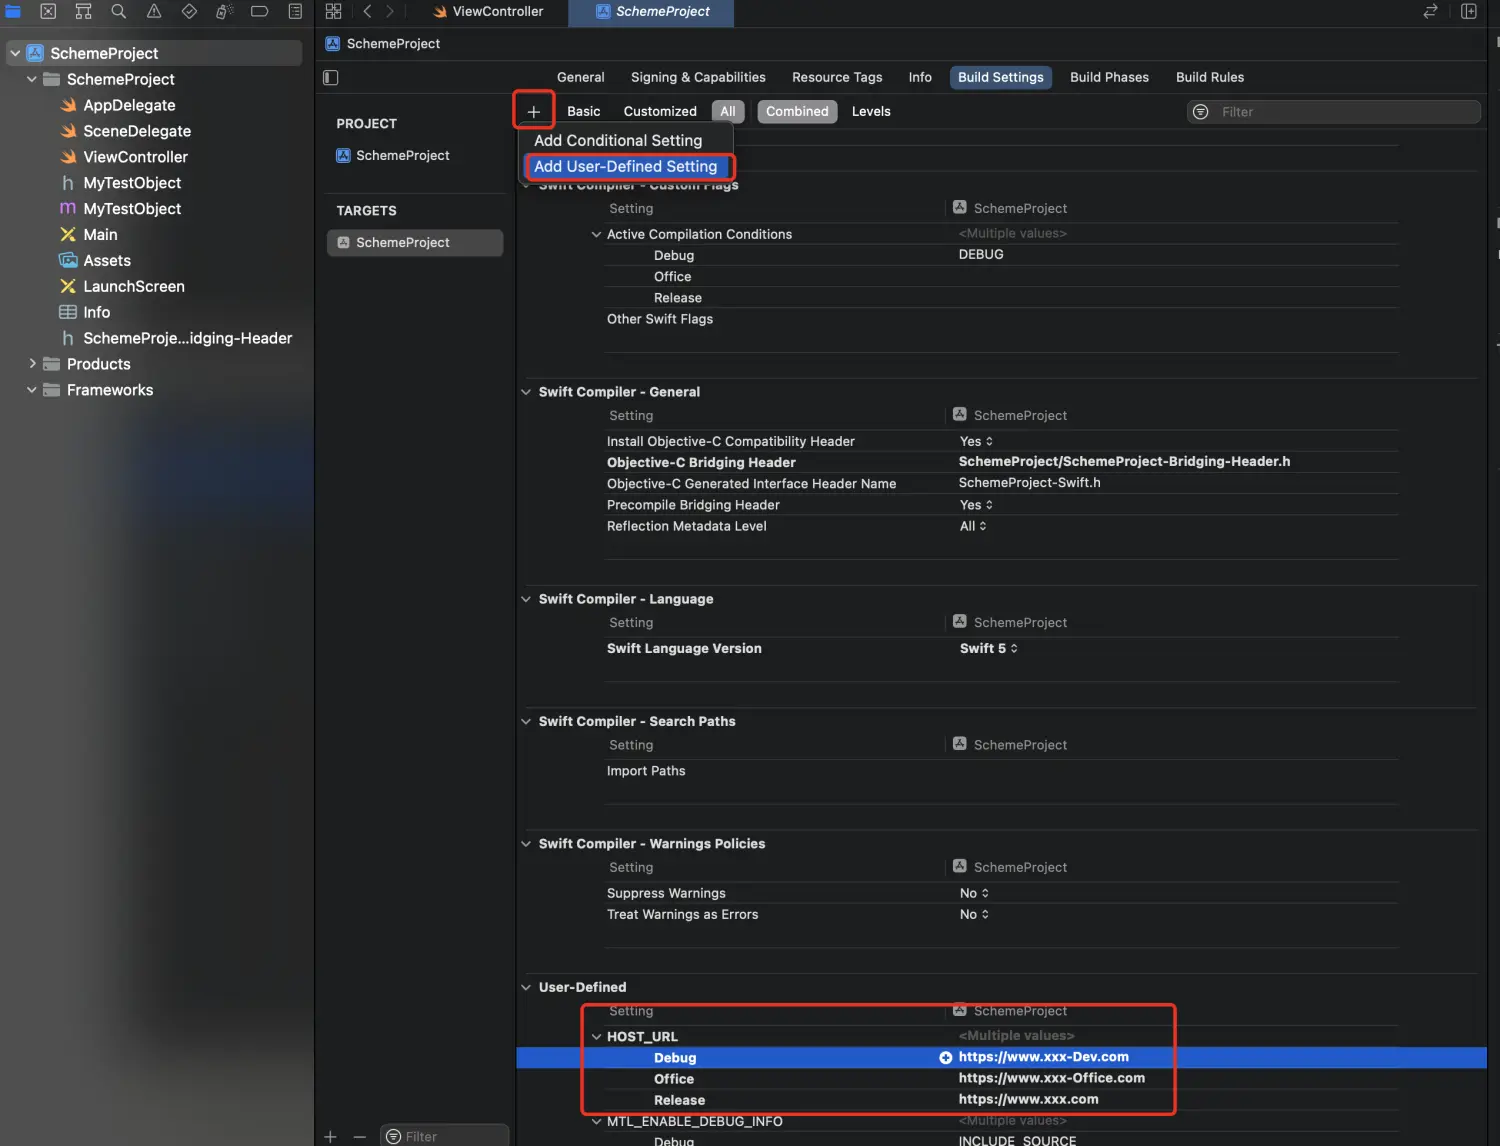 ViewController
SchemeProject
SchemeProject
SchemeProject
SchemeProject
AppDelegate
SceneDelegate
ViewController
MyTestObject
MyTestObject
Main
Assets
LaunchScreen
Info
SchemeProje...idging-Header
Products
Frameworks
General Signing & Capabilities Resource Tags Info Build Settings Build Phases Build Rules
PROJECT
SchemeProject
TARGETS
SchemeProject
Filter
Basic Customized All Combined Levels Filter
Add Conditional Setting
Add User-Defined Setting
Swift Compiler - Custom Flags
Setting SchemeProject
Active Compilation Conditions <Multiple values>
Debug DEBUG
Office
Release
Other Swift Flags
Swift Compiler - General
Setting SchemeProject
Install Objective-C Compatibility Header Yes
Objective-C Bridging Header SchemeProject/SchemeProject-Bridging-Header.h
Objective-C Generated Interface Header Name SchemeProject-Swift.h
Precompile Bridging Header Yes
Reflection Metadata Level All
Swift Compiler - Language
Setting SchemeProject
Swift Language Version Swift 5
Swift Compiler - Search Paths
Setting SchemeProject
Import Paths
Swift Compiler - Warnings Policies
Setting SchemeProject
Suppress Warnings No
Treat Warnings as Errors No
User-Defined
Setting SchemeProject
HOST_URL <Multiple values>
Debug https://www.xxx-Dev.com
Office https://www.xxx-Office.com
Release https://www.xxx.com
MTL_ENABLE_DEBUG_INFO <Multiple values>
Debug INCLUDE_SOURCE